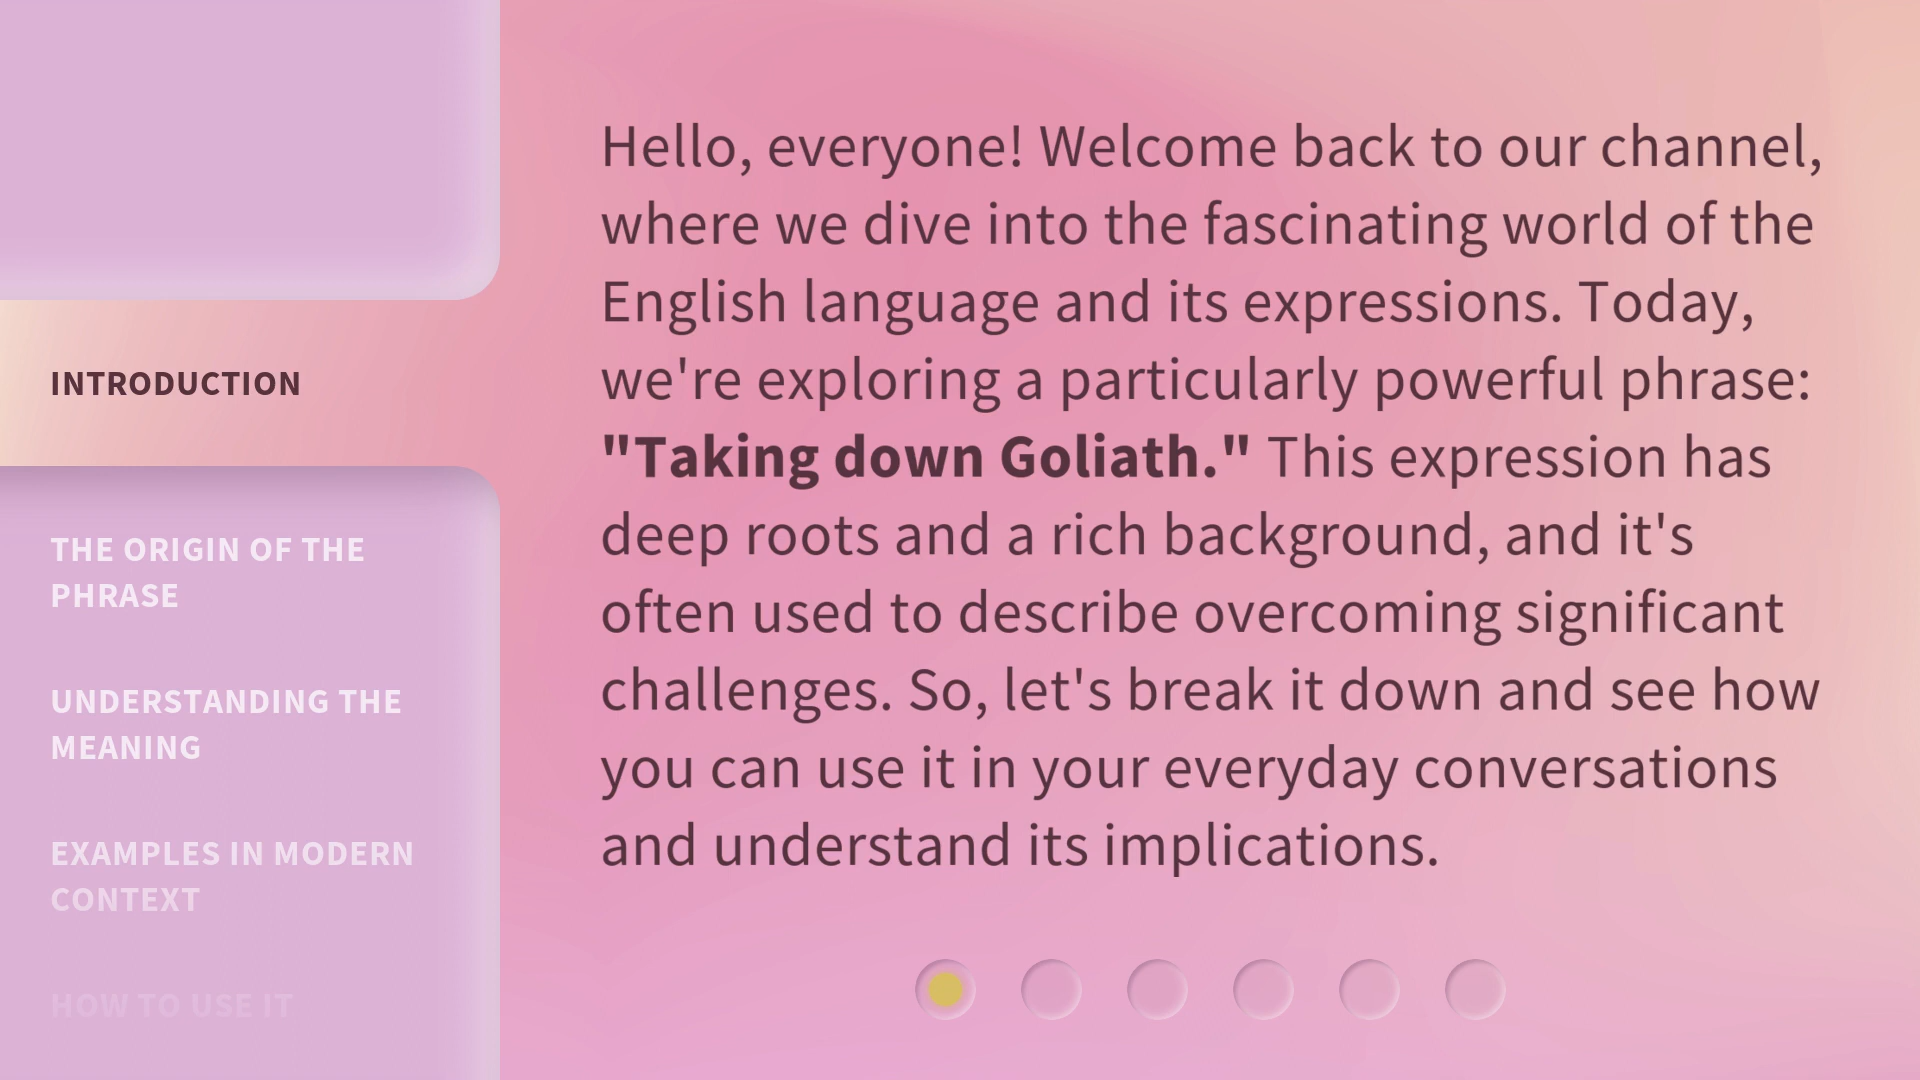 INTRODUCTION
THE ORIGIN OF THE
PHRASE
UNDERSTANDING THE
MEANING
EXAMPLES IN MODERN
CONTEXT
HOW TO USE IT
Hello, everyone! Welcome back to our channel,
where we dive into the fascinating world of the
English language and its expressions. Today,
we're exploring a particularly powerful phrase:
"Taking down Goliath." This expression has
deep roots and a rich background, and it's
often used to describe overcoming significant
challenges. So, let's break it down and see how
you can use it in your everyday conversations
and understand its implications.